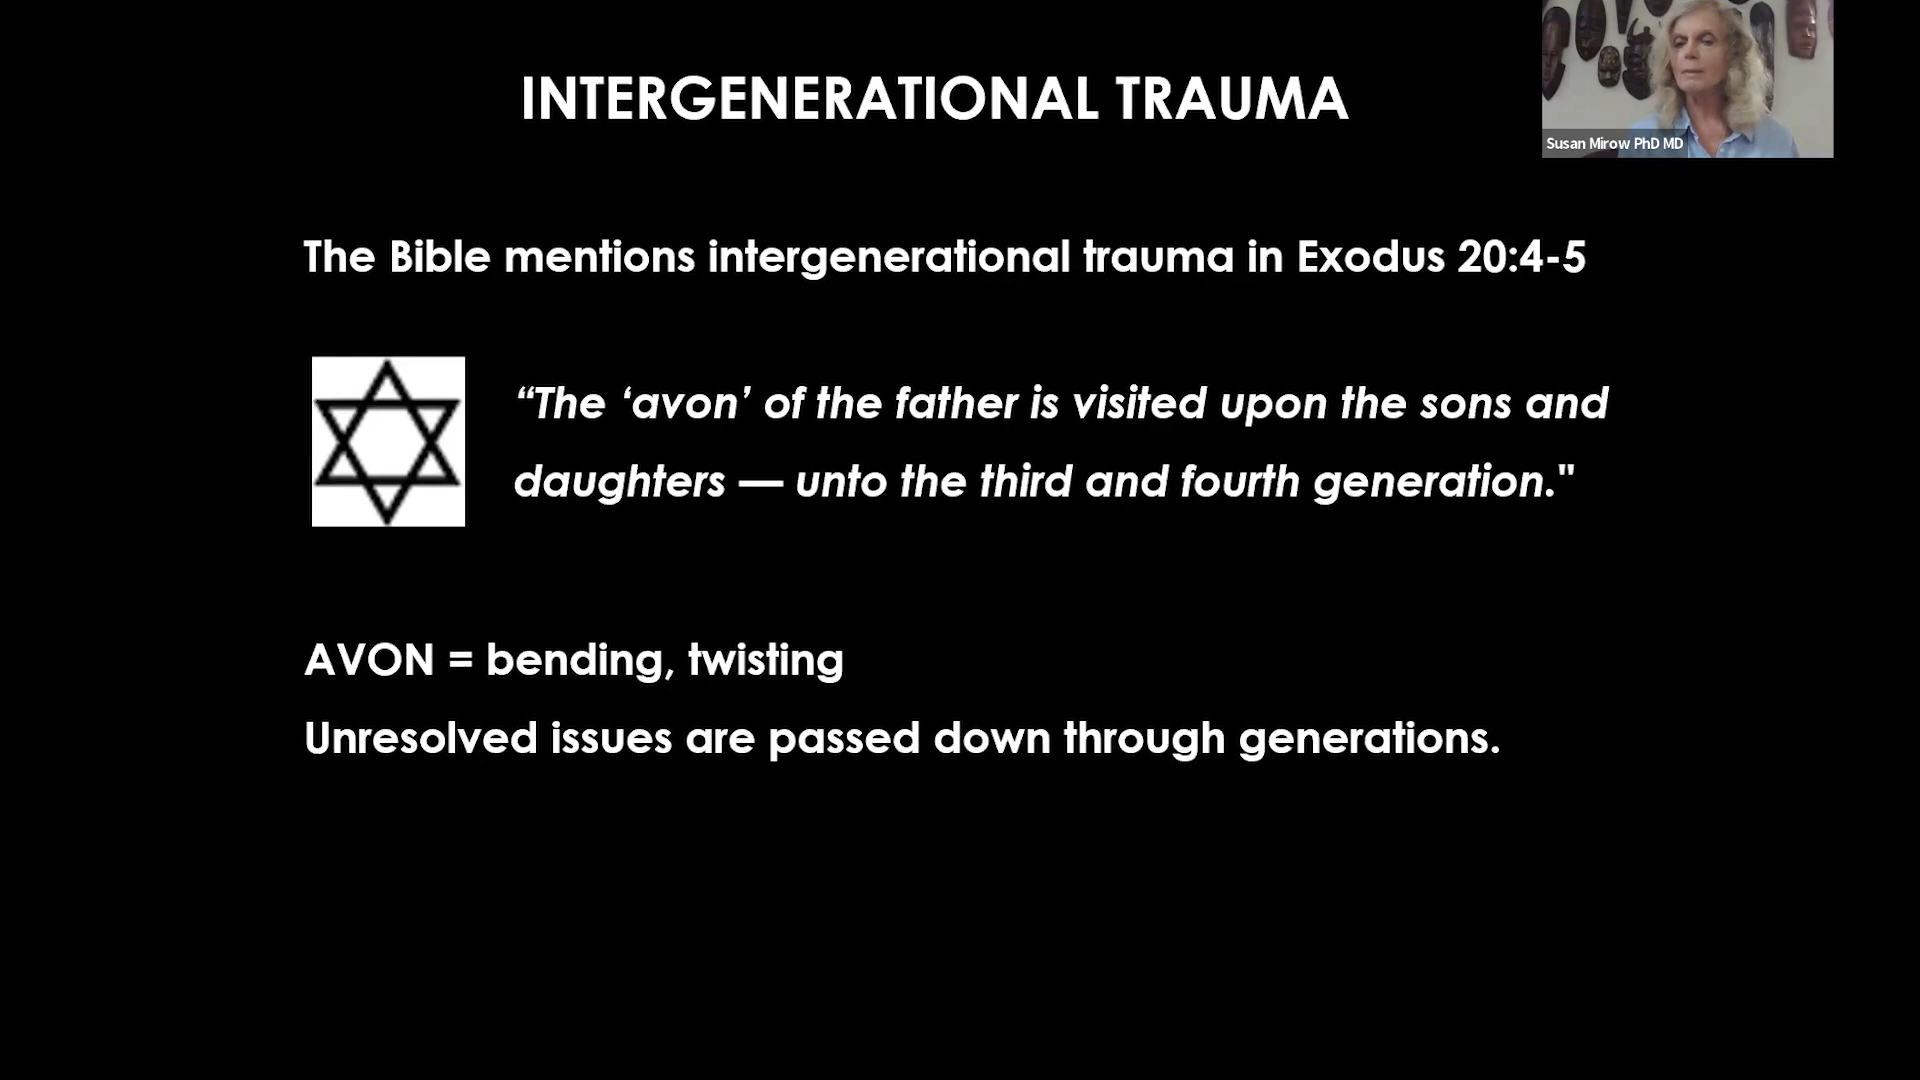 INTERGENERATIONAL TRAUMA
Susan Mirow PhD MD
The Bible mentions intergenerational trauma in Exodus 20:4-5
“The ‘avon’ of the father is visited upon the sons and
daughters — unto the third and fourth generation."
AVON = bending, twisting
Unresolved issues are passed down through generations.